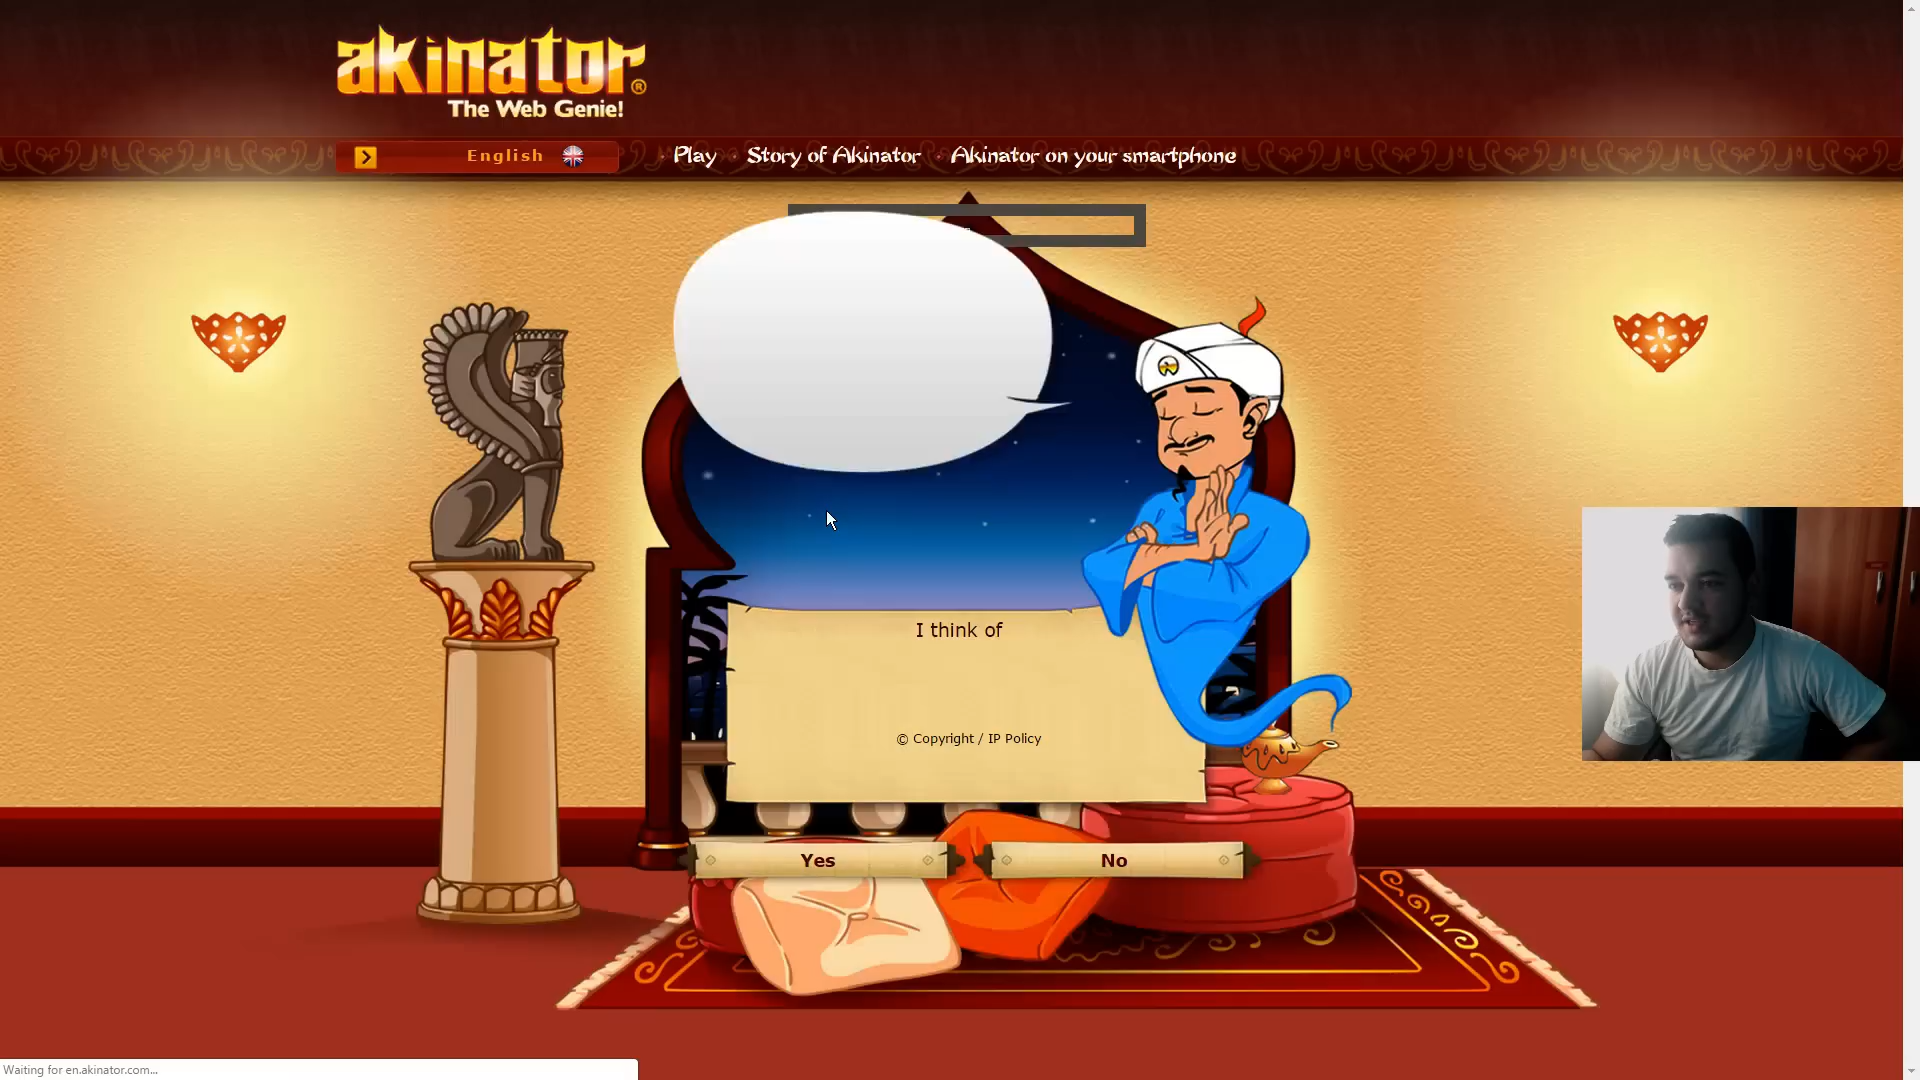 akinator®
The Web Genie!
English
Play
Story of Akinator
Akinator on your smartphone
I think of
© Copyright / IP Policy
Yes
No
Waiting for en.akinator.com...